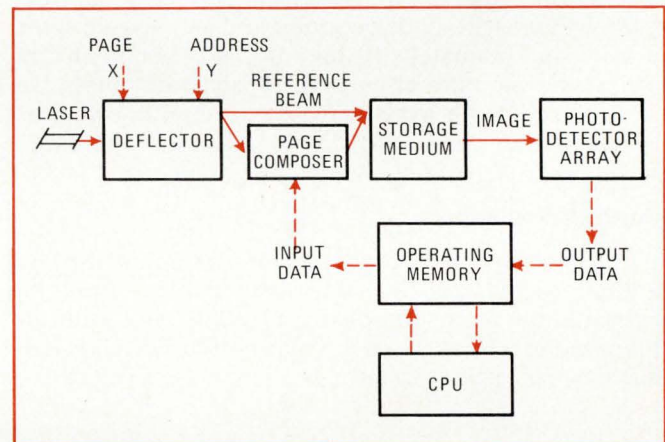 PAGE
X
ADDRESS
Y
LASER
DEFLECTOR
REFERENCE
BEAM
PAGE
COMPOSER
STORAGE
MEDIUM
IMAGE
PHOTO-
DETECTOR
ARRAY
INPUT
DATA
OPERATING
MEMORY
OUTPUT
DATA
CPU